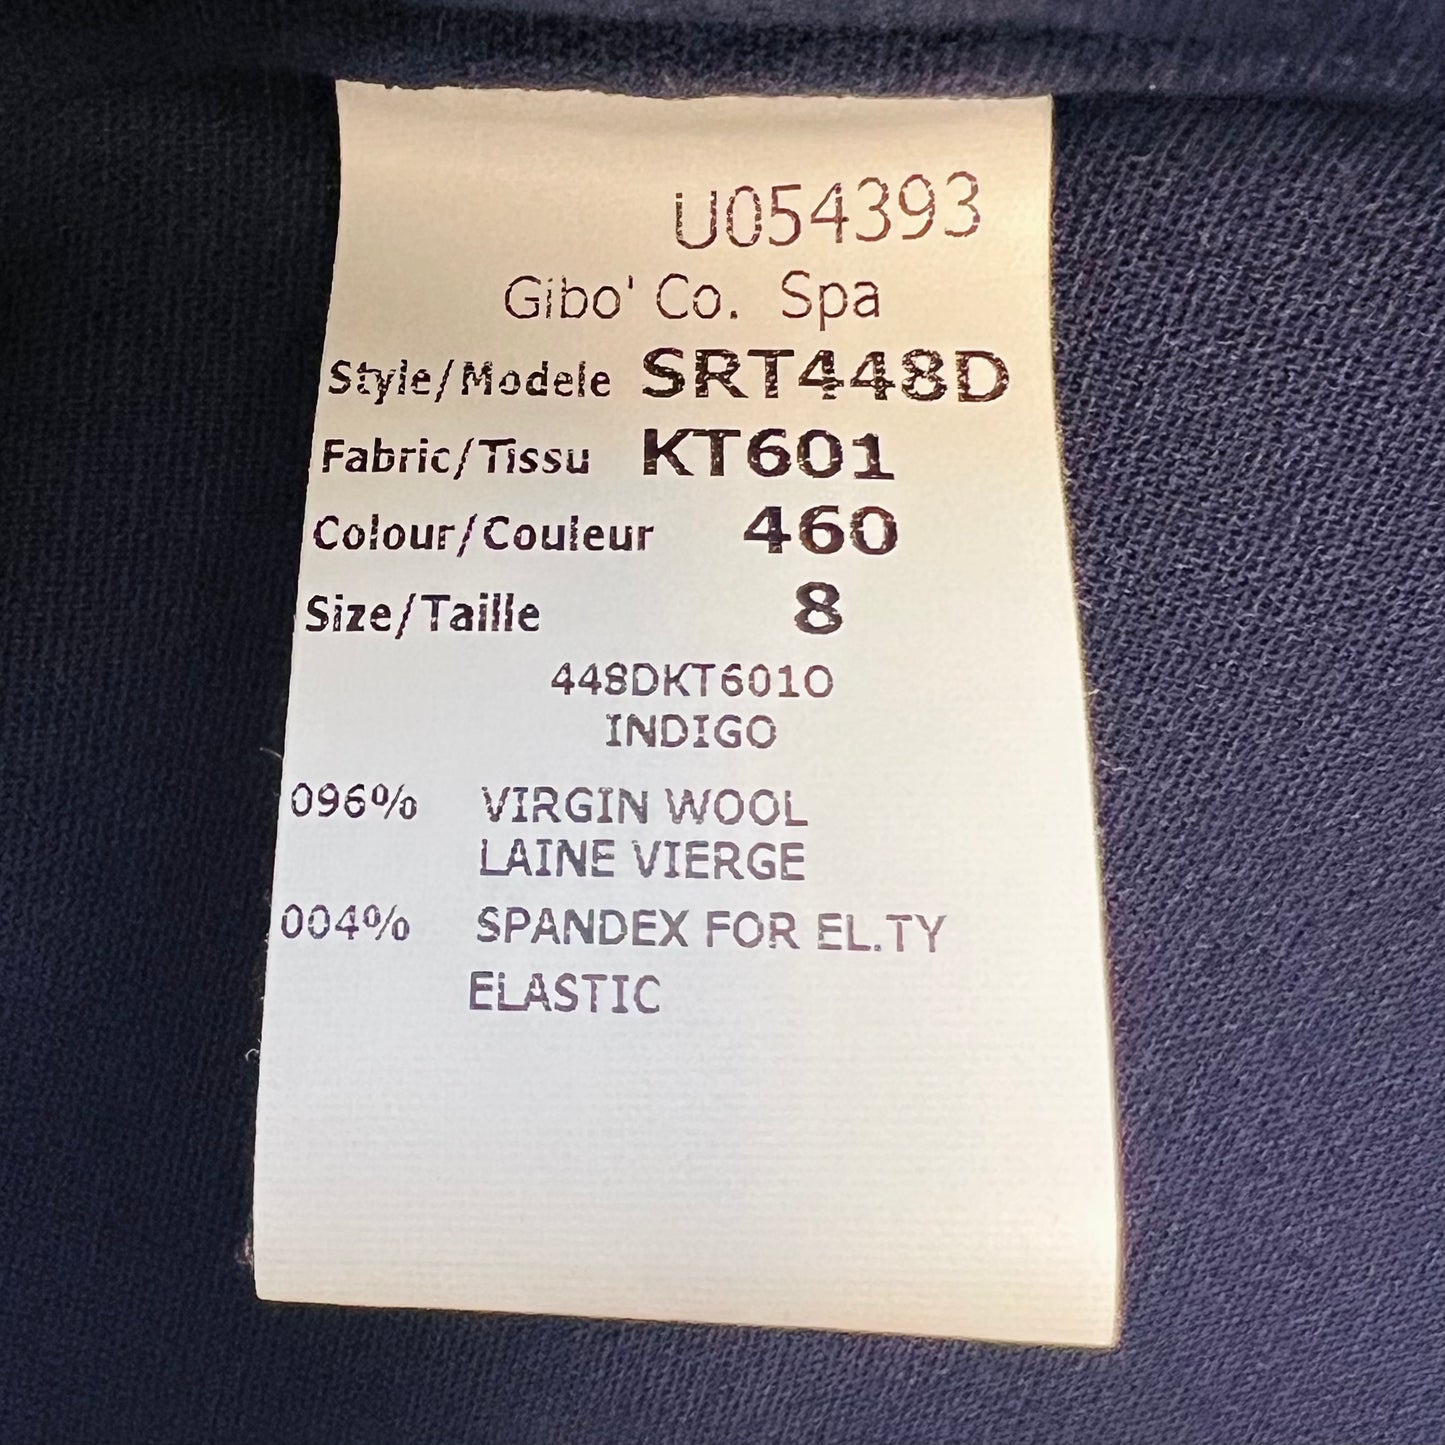 U054393
Gibo' Co. Spa
Style/Modele SRT448D
Fabric/Tissu KT601
Colour/Couleur 460
Size/Taille 8
448DKT601O
INDIGO
096% VIRGIN WOOL
LAINE VIERGE
004% SPANDEX FOR EL.TY
ELASTIC